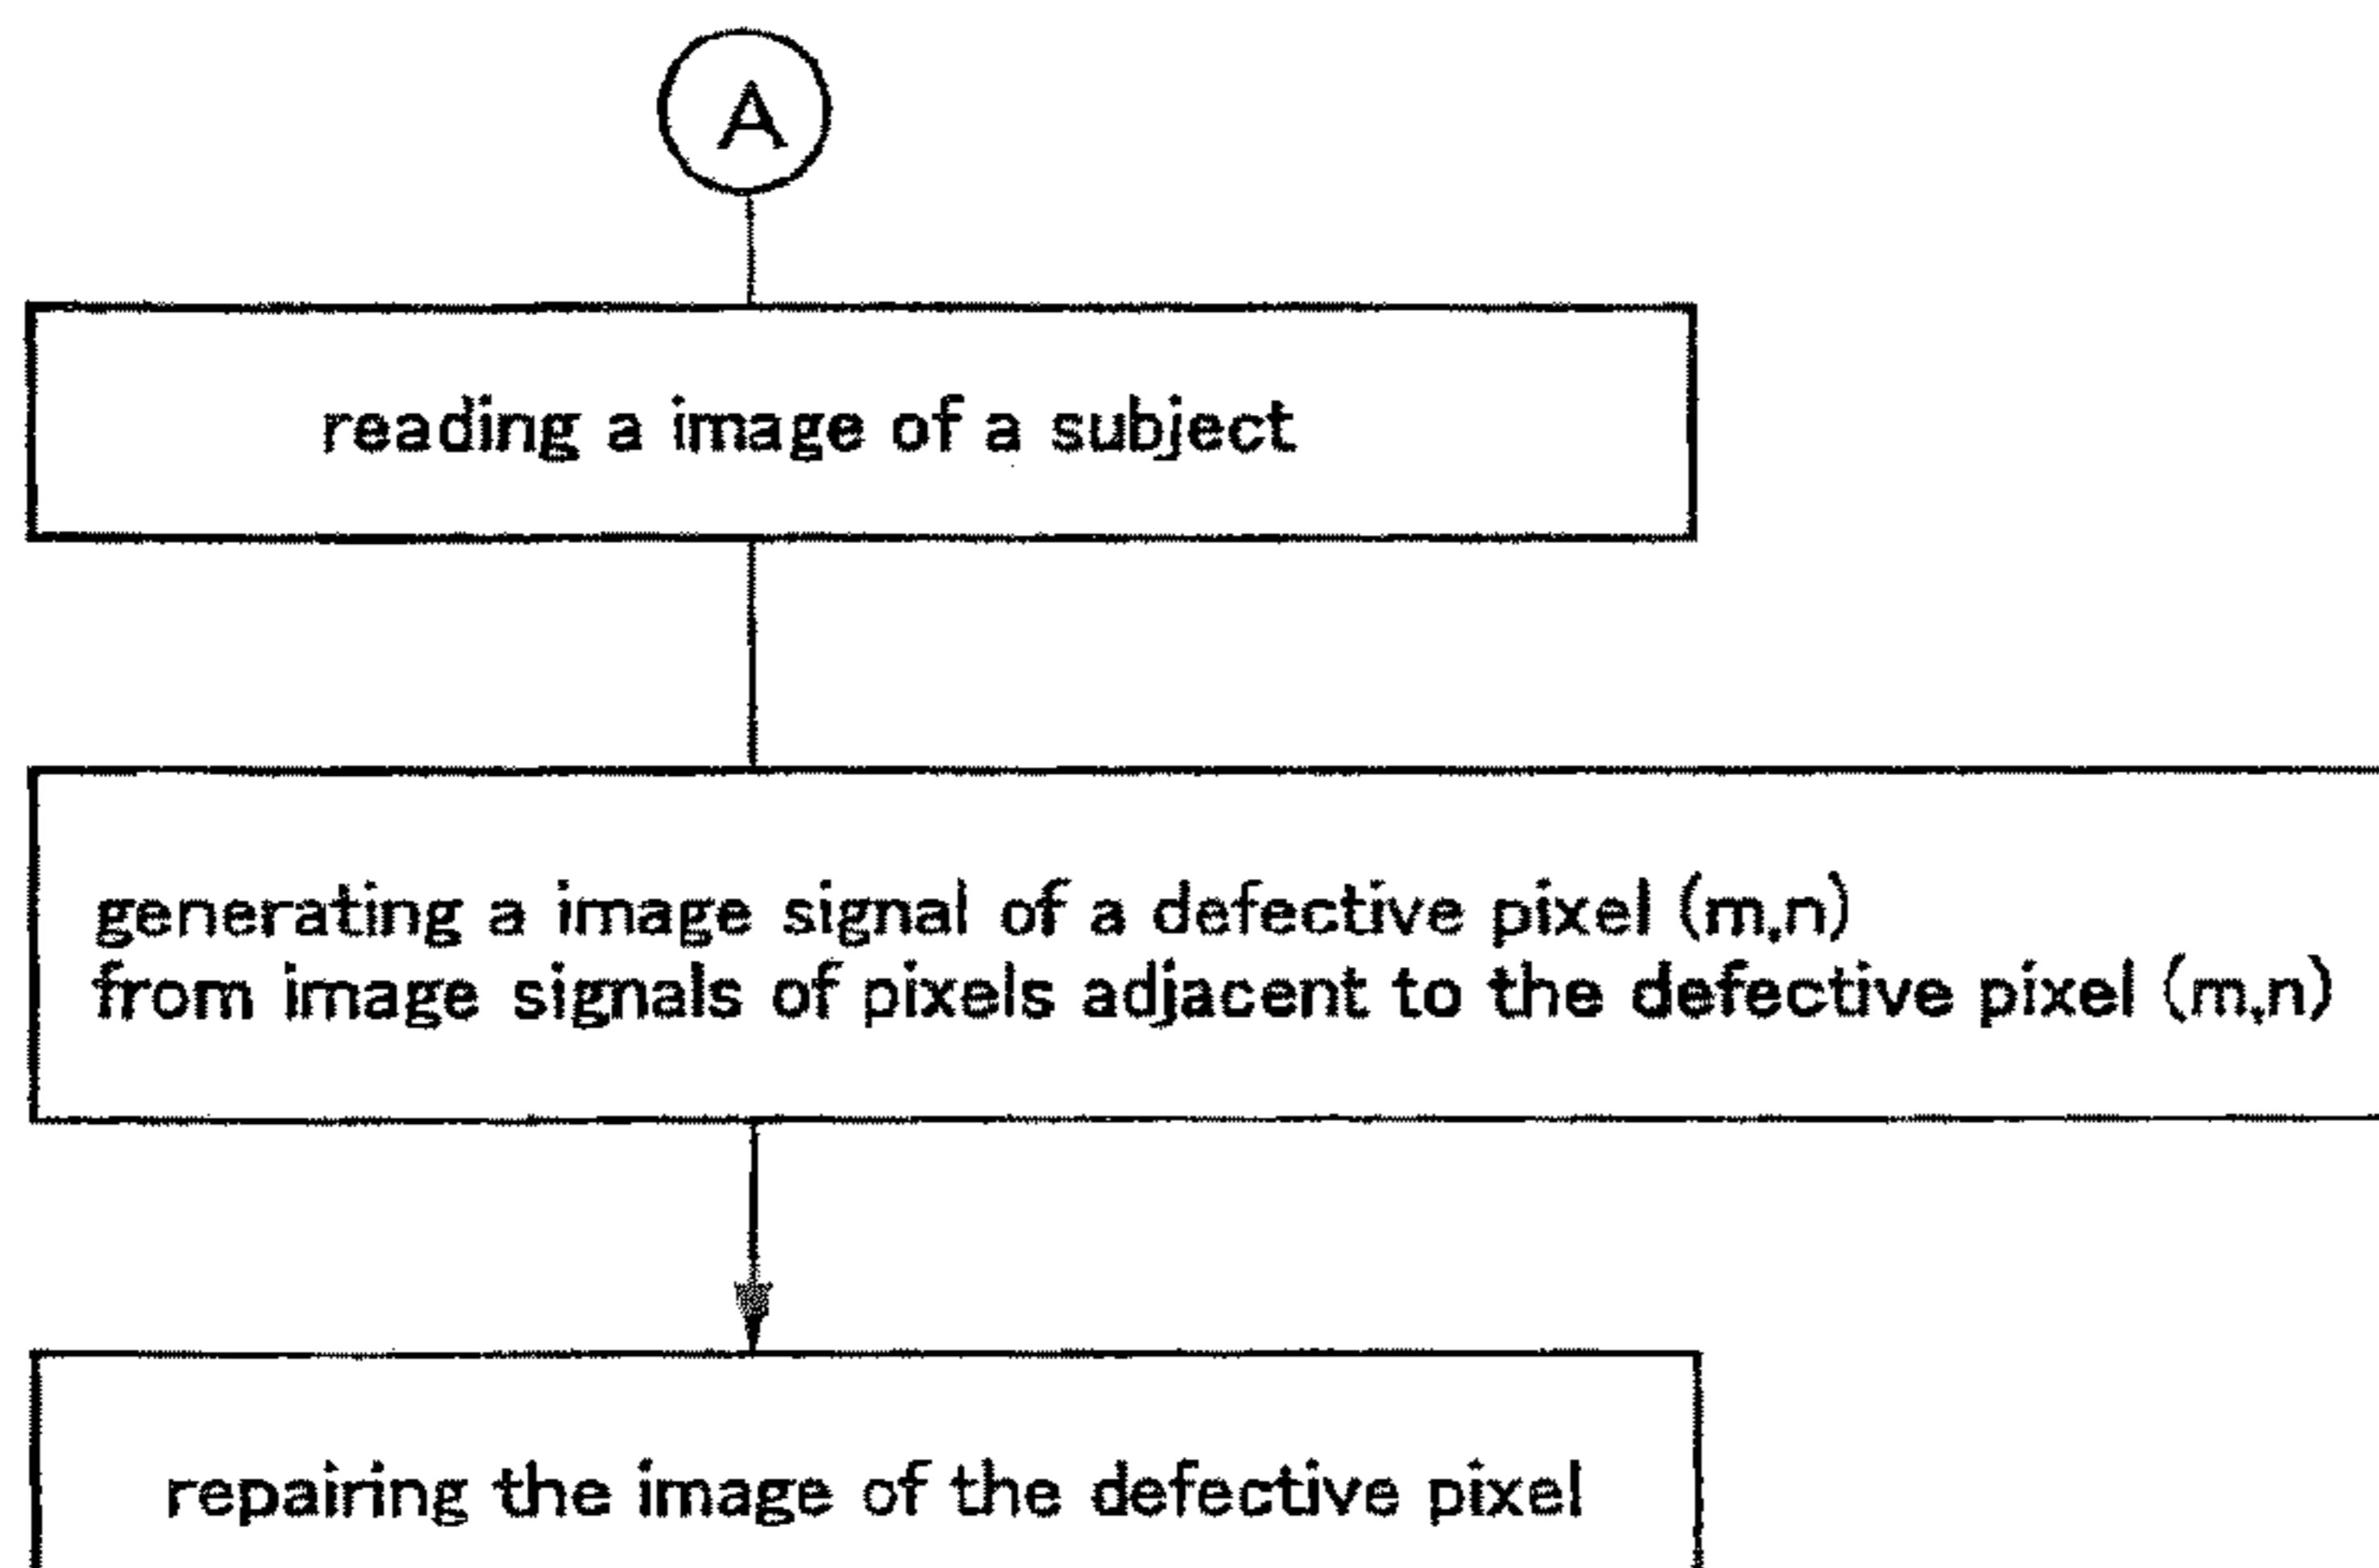 A
reading a image of a subject
generating a image signal of a defective pixel (m,n)
from image signals of pixels adjacent to the defective pixel (m,n)
repairing the image of the defective pixel